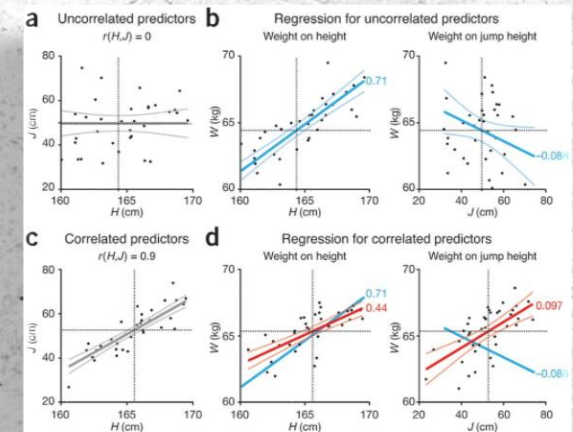 a Uncorrelated predictors
r(H,J) = 0
80
60
40
20
J (cm)
160 165 170
H (cm)
b Regression for uncorrelated predictors
Weight on height
70
65
60
W (kg)
0.71
160 165 170
H (cm)
Weight on jump height
70
65
60
W (kg)
-0.088
20 40 60 80
J (cm)
c Correlated predictors
r(H,J) = 0.9
80
60
40
20
J (cm)
160 165 170
H (cm)
d Regression for correlated predictors
Weight on height
70
65
60
W (kg)
0.71
0.44
160 165 170
H (cm)
Weight on jump height
70
65
60
W (kg)
0.097
-0.088
20 40 60 80
J (cm)